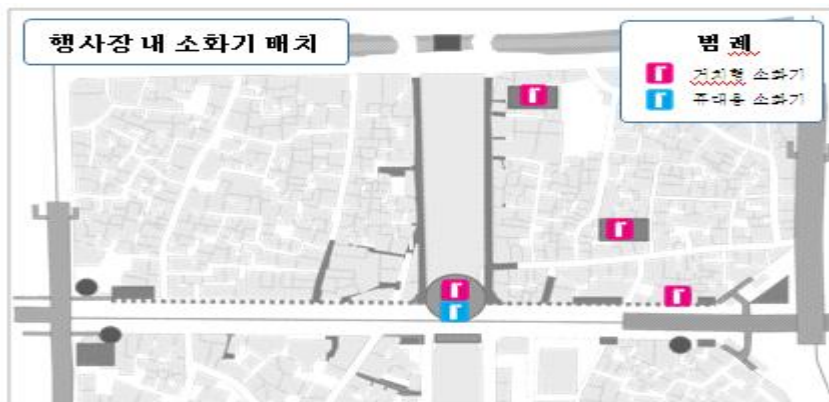 행사장 내 소화기 배치
범 례
거치형 소화기
휴대용 소화기